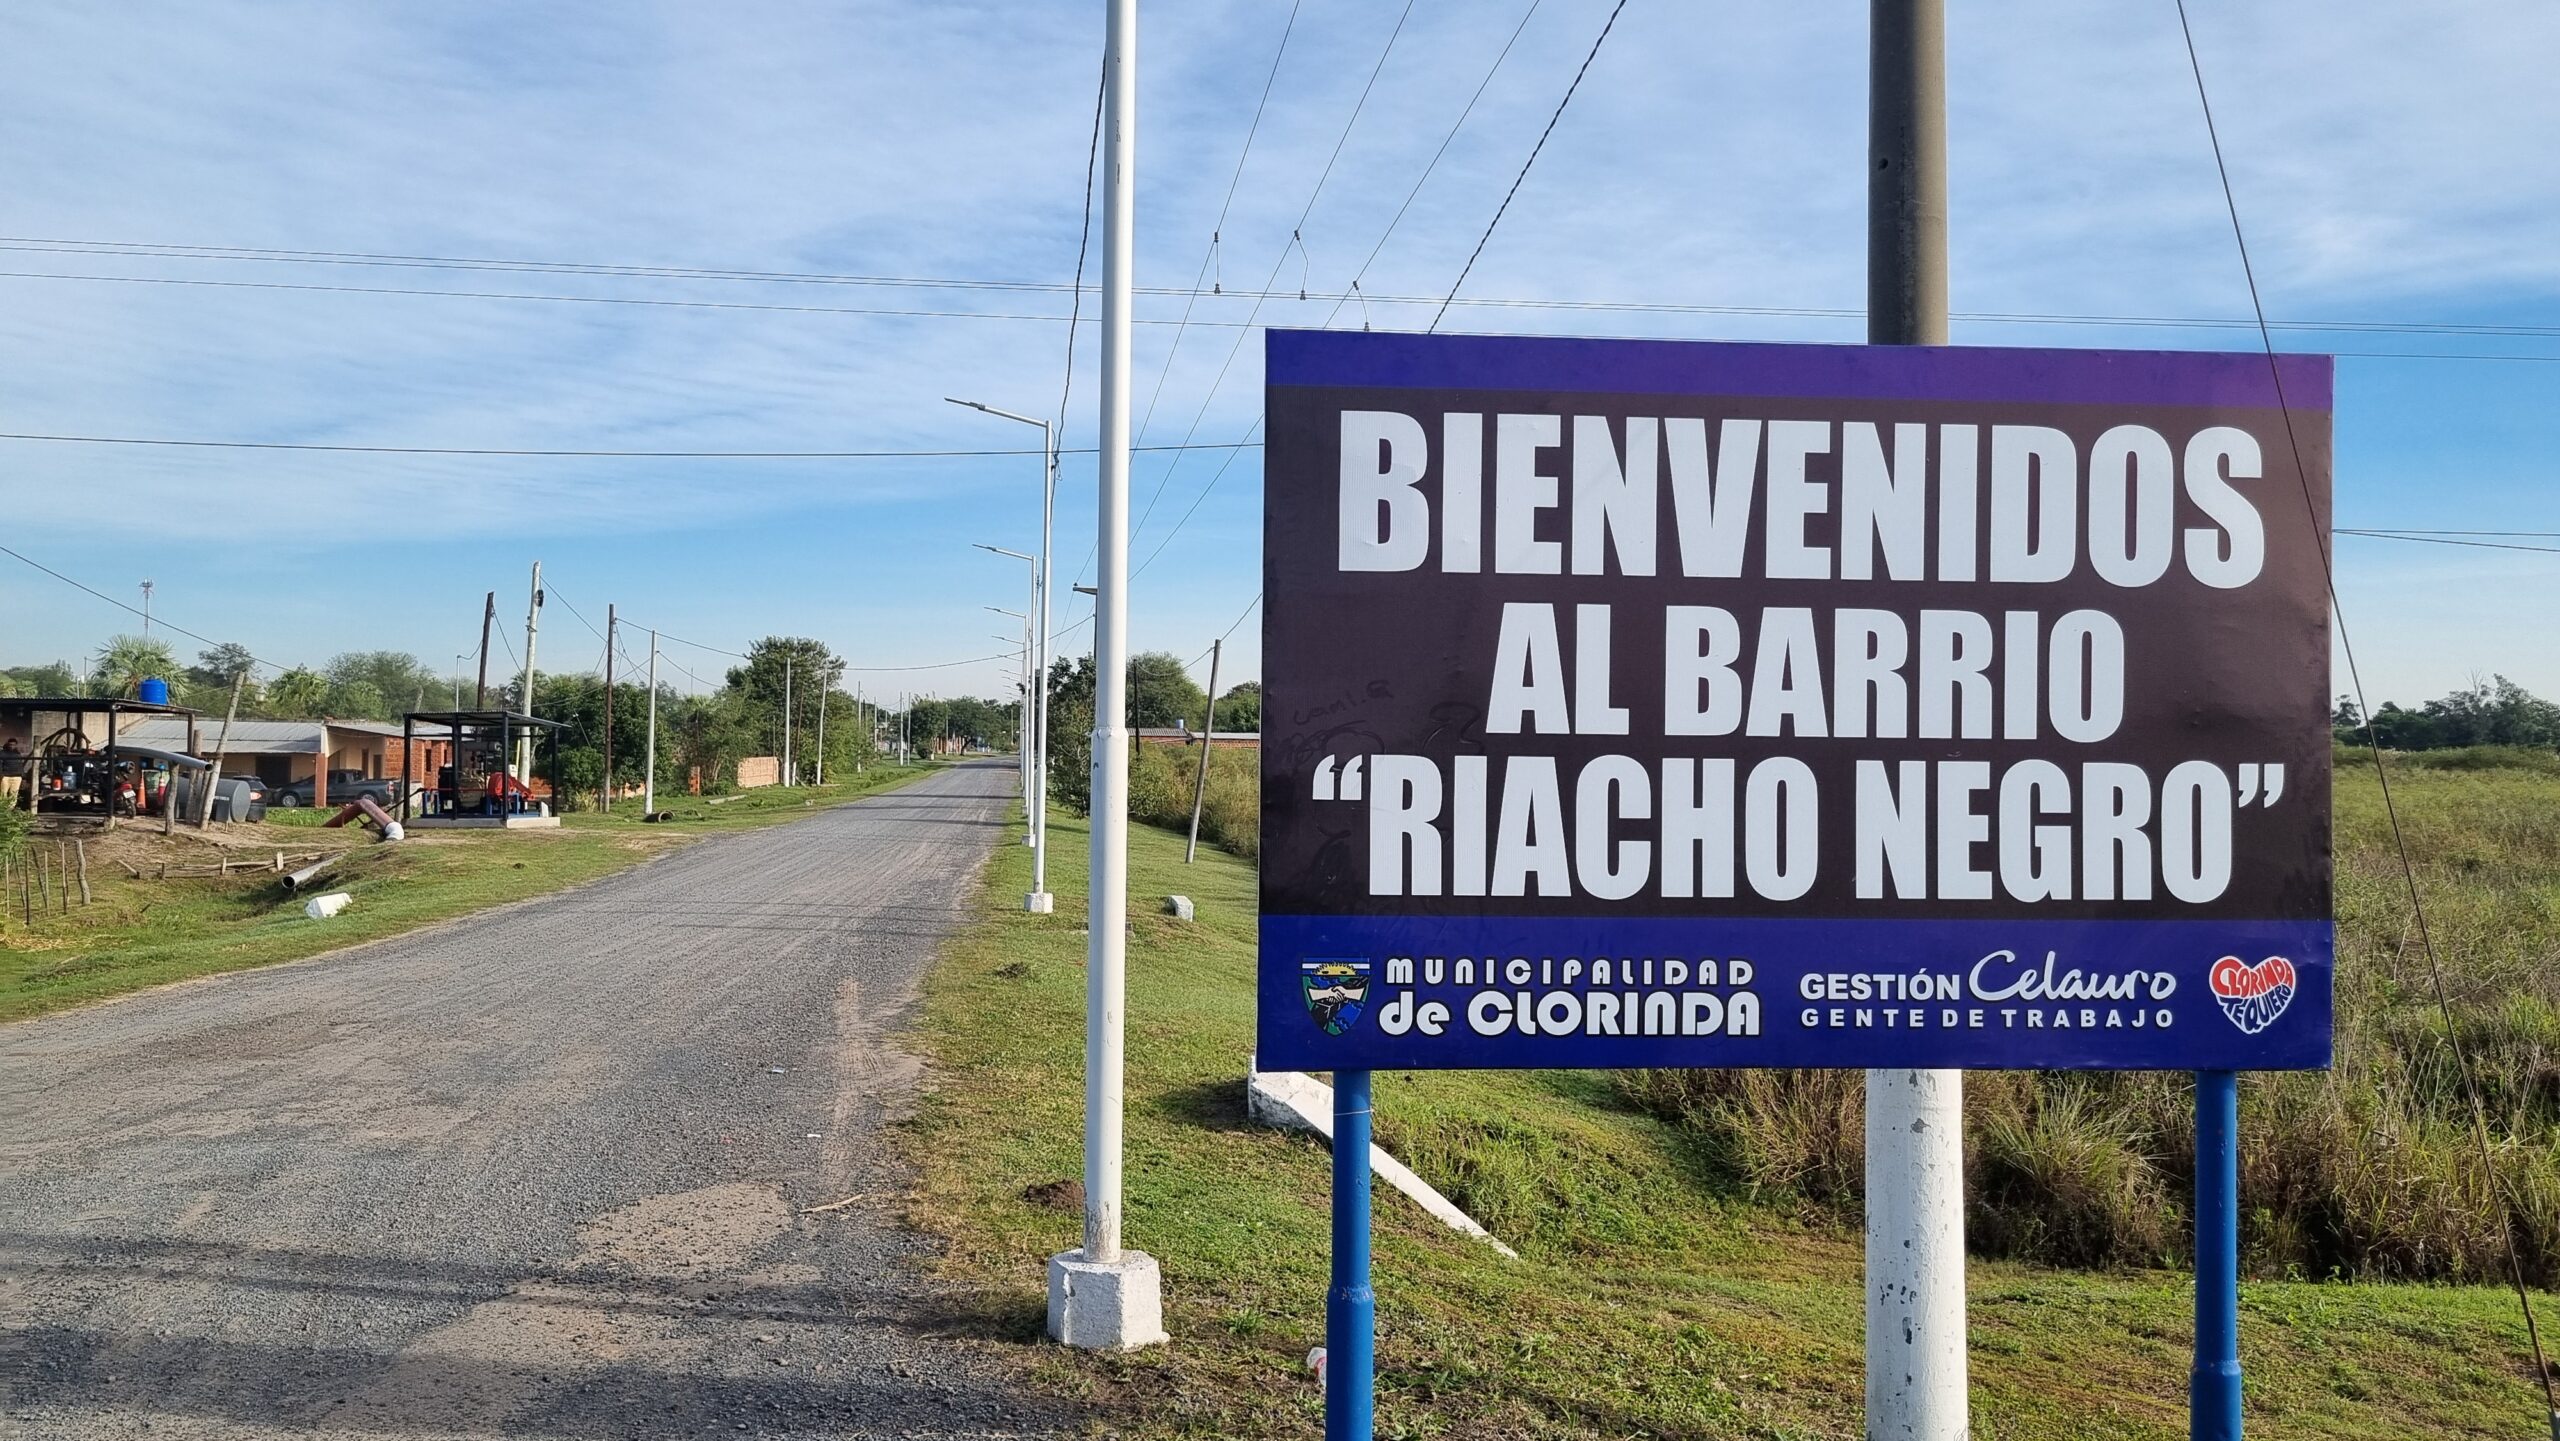 BIENVENIDOS
AL BARRIO
“RIACHO NEGRO”
MUNICIPALIDAD
de CLORINDA
GESTIÓN Celauro
GENTE DE TRABAJO
CLORINDA
TE QUIERO